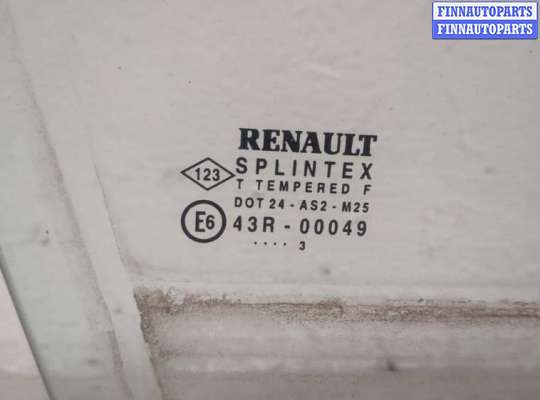 FINNAUTOPARTS
FINNAUTOPARTS
RENAULT
123 SPLINTEX
T TEMPERED F
DOT 24 - AS2 - M25
E6 43R - 00049
.... 3